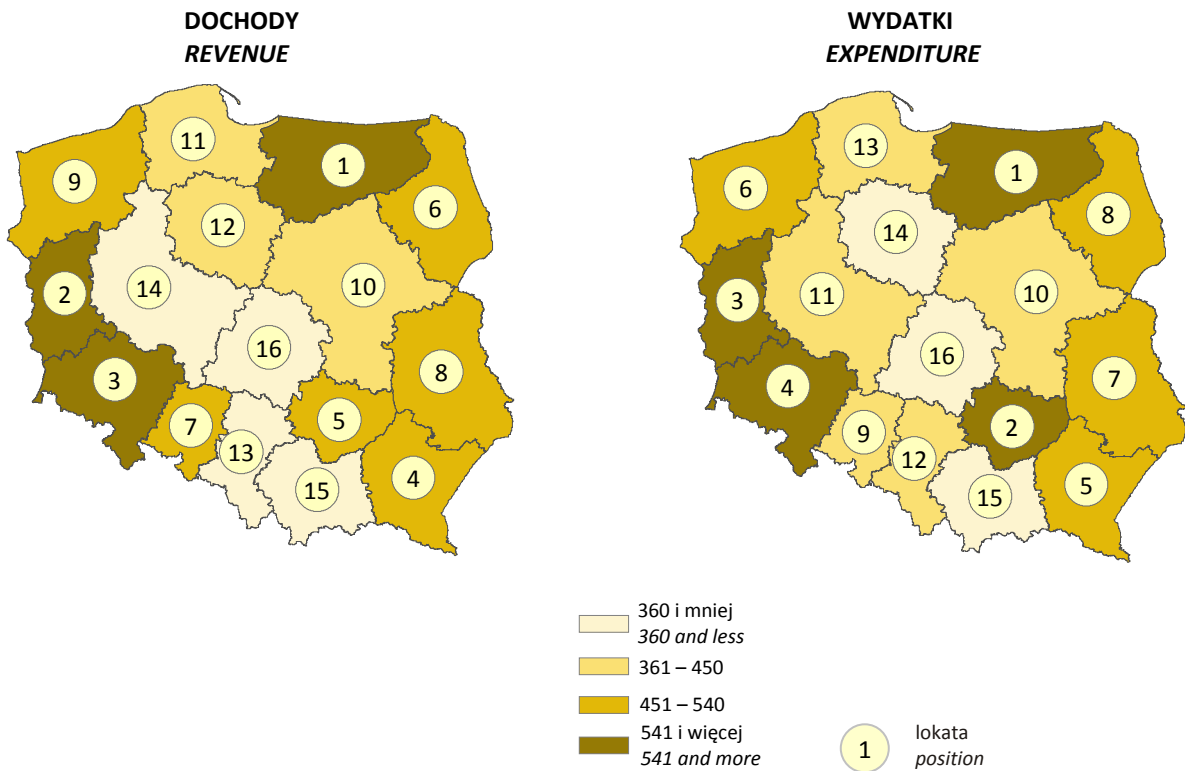 DOCHODY
REVENUE
11
1
9
6
12
2
14
10
16
3
8
7
5
13
4
15
WYDATKI
EXPENDITURE
13
1
6
8
14
3
11
10
16
4
7
9
2
12
5
15
360 i mniej
360 and less
361 – 450
451 – 540
541 i więcej
541 and more
1
lokata
position